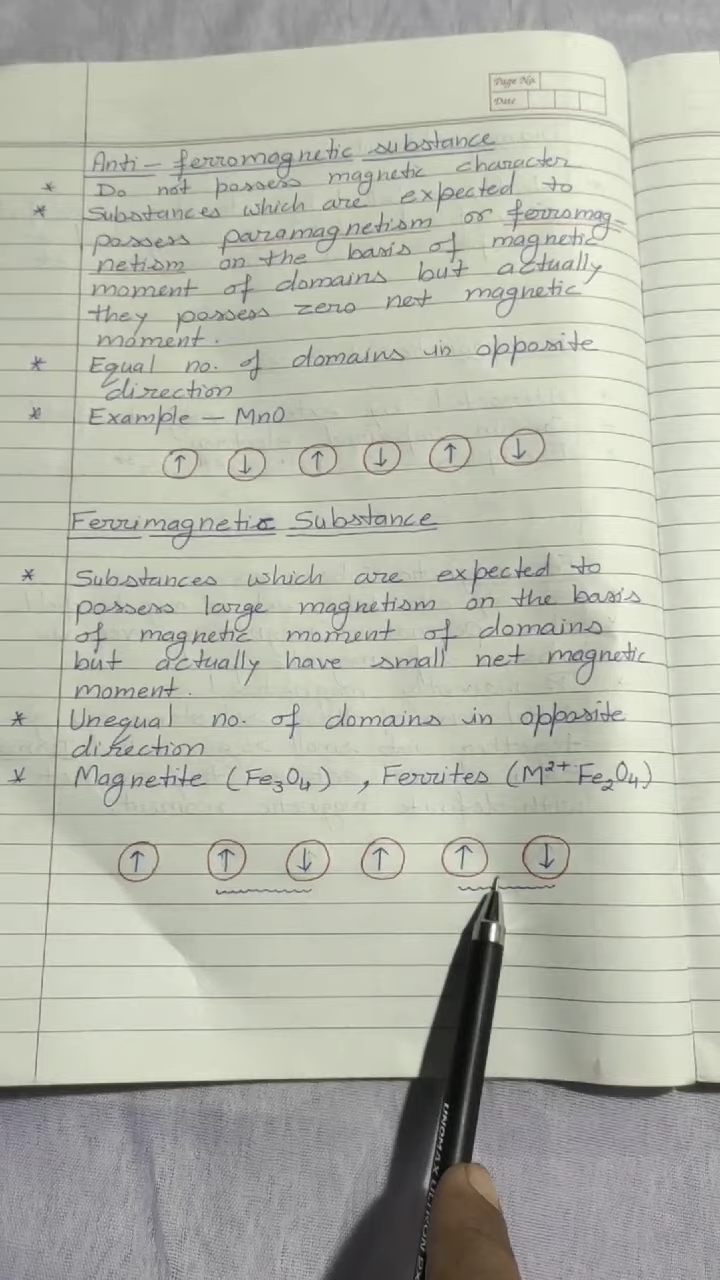 Page No.
Date
Anti - ferromagnetic substance
* Do not possess magnetic character
* Substances which are expected to
possess paramagnetism or ferromag-
netism on the basis of magnetic
moment of domains but actually
they possess zero net magnetic
moment.
* Equal no. of domains in opposite
direction
* Example - MnO
↑ ↓ ↑ ↓ ↑ ↓
Ferrimagnetic Substance
* Substances which are expected to
possess large magnetism on the basis
of magnetic moment of domains
but actually have small net magnetic
moment.
* Unequal no. of domains in opposite
direction
* Magnetite (Fe₃O₄), Ferrites (M²⁺ Fe₂O₄)
↑ ↑ ↓ ↑ ↑ ↓